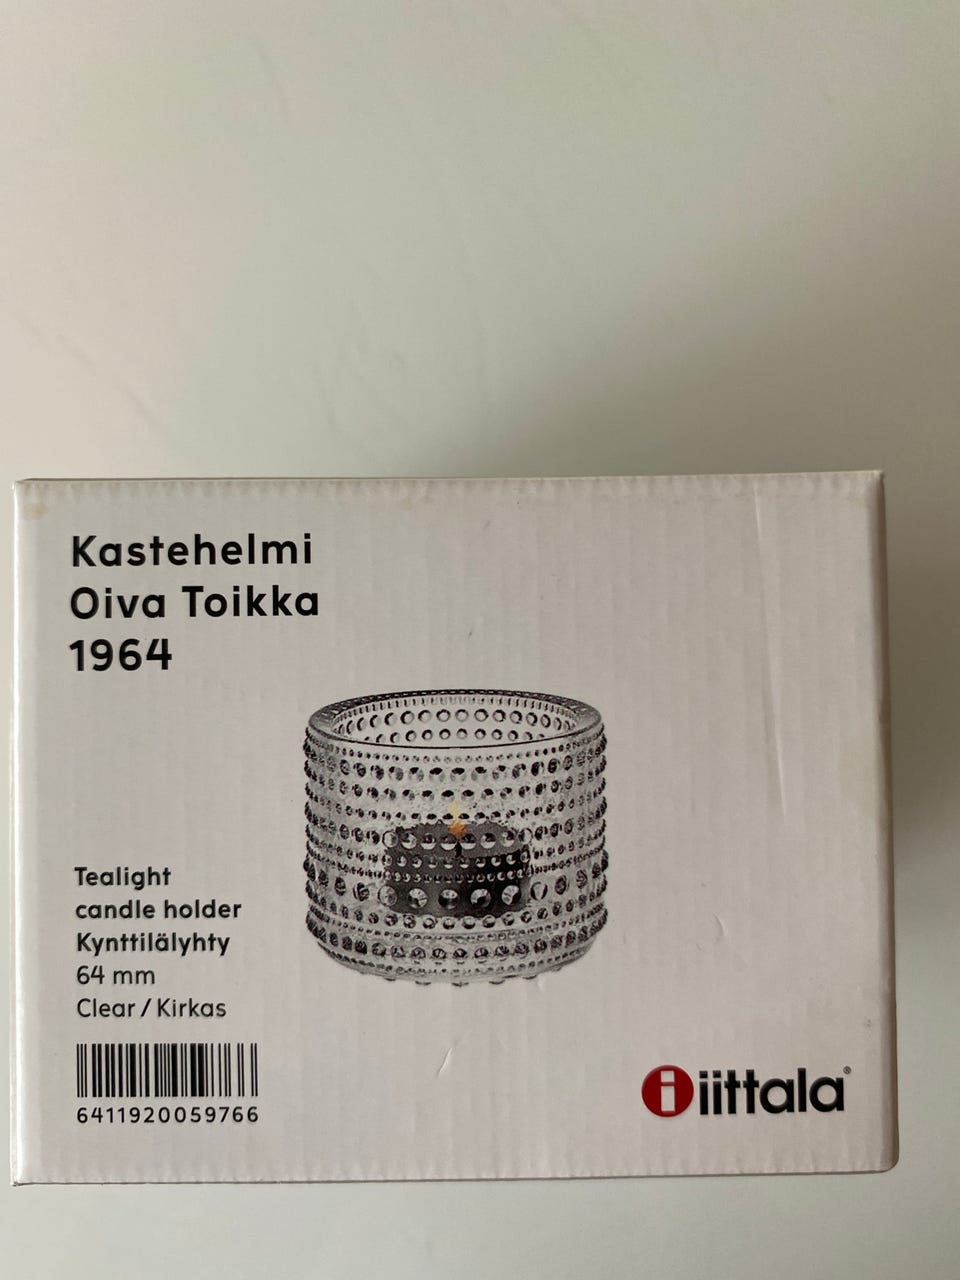 Kastehelmi
Oiva Toikka
1964
Tealight
candle holder
Kynttilälyhty
64 mm
Clear / Kirkas
6411920059766
i iittala®